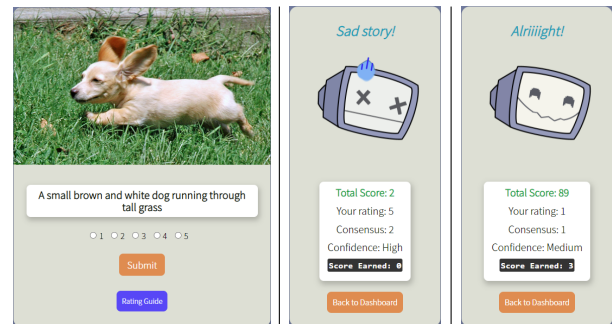 A small brown and white dog running through
tall grass
1 2 3 4 5
Submit
Rating Guide
Sad story!
Total Score: 2
Your rating: 5
Consensus: 2
Confidence: High
Score Earned: 0
Back to Dashboard
Alriiiight!
Total Score: 89
Your rating: 1
Consensus: 1
Confidence: Medium
Score Earned: 3
Back to Dashboard